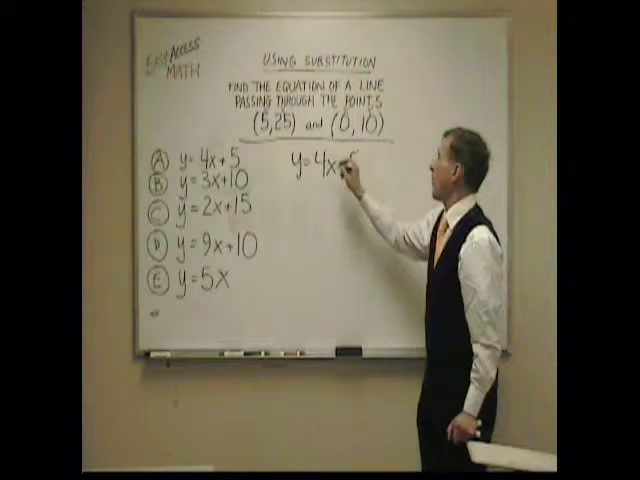 EASY ACCESS
MATH
USING SUBSTITUTION
FIND THE EQUATION OF A LINE
PASSING THROUGH THE POINTS
(5,25) and (0,10)
A y=4x+5
B y=3x+10
C y=2x+15
D y=9x+10
E y=5x
y=4x